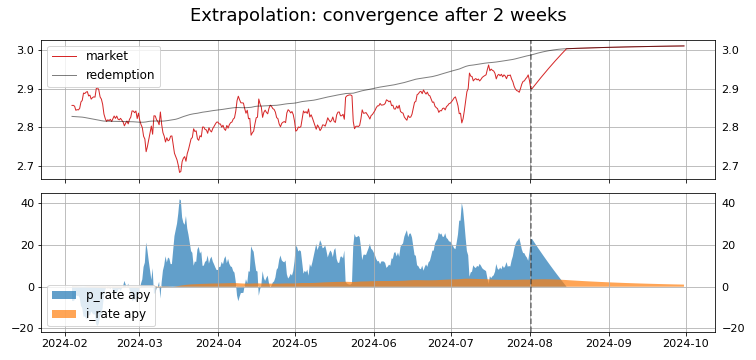 Extrapolation: convergence after 2 weeks
market
redemption
3.0 3.0
2.9 2.9
2.8 2.8
2.7 2.7
40 40
20 20
0 0
−20 −20
p_rate apy
i_rate apy
2024-02 2024-03 2024-04 2024-05 2024-06 2024-07 2024-08 2024-09 2024-10